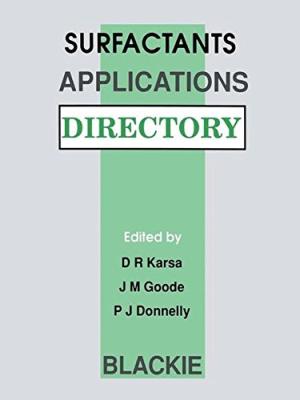 SURFACTANTS
APPLICATIONS
DIRECTORY
Edited by
D R Karsa
J M Goode
P J Donnelly
BLACKIE